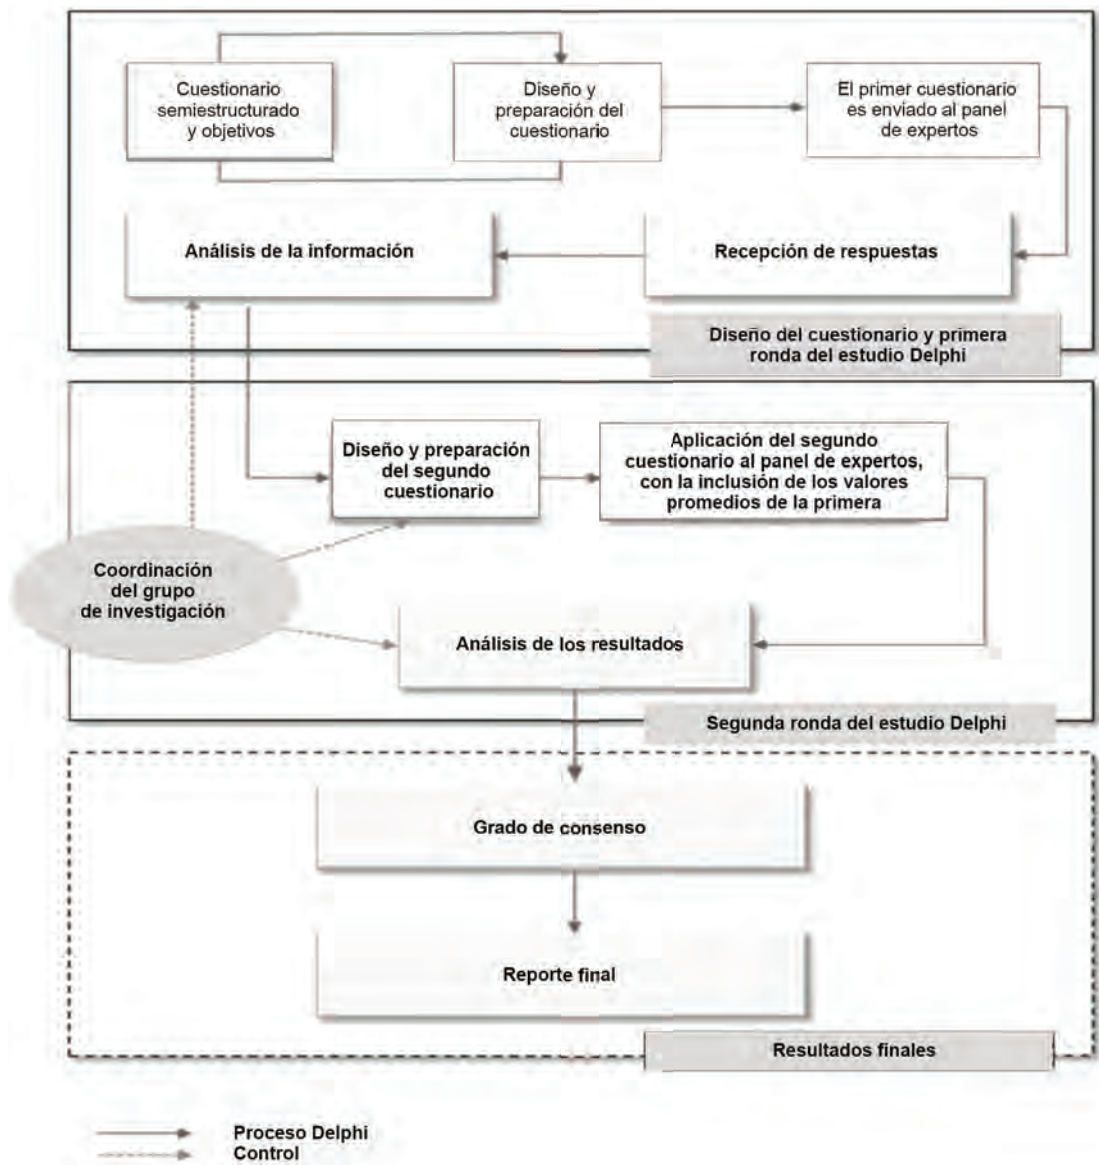 Cuestionario
semiestructurado
y objetivos
Diseño y
preparación del
cuestionario
El primer cuestionario
es enviado al panel
de expertos
Análisis de la información
Recepción de respuestas
Diseño del cuestionario y primera
ronda del estudio Delphi
Diseño y preparación
del segundo
cuestionario
Aplicación del segundo
cuestionario al panel de expertos,
con la inclusión de los valores
promedios de la primera
Coordinación
del grupo
de investigación
Análisis de los resultados
Segunda ronda del estudio Delphi
Grado de consenso
Reporte final
Resultados finales
Proceso Delphi
Control